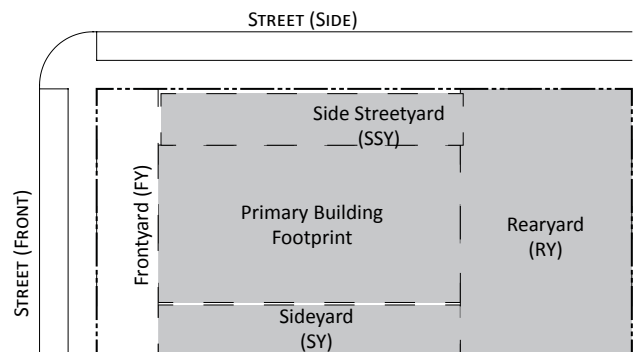 STREET (SIDE)
Side Streetyard
(SSY)
STREET (FRONT)
Frontyard (FY)
Primary Building
Footprint
Rearyard
(RY)
Sideyard
(SY)